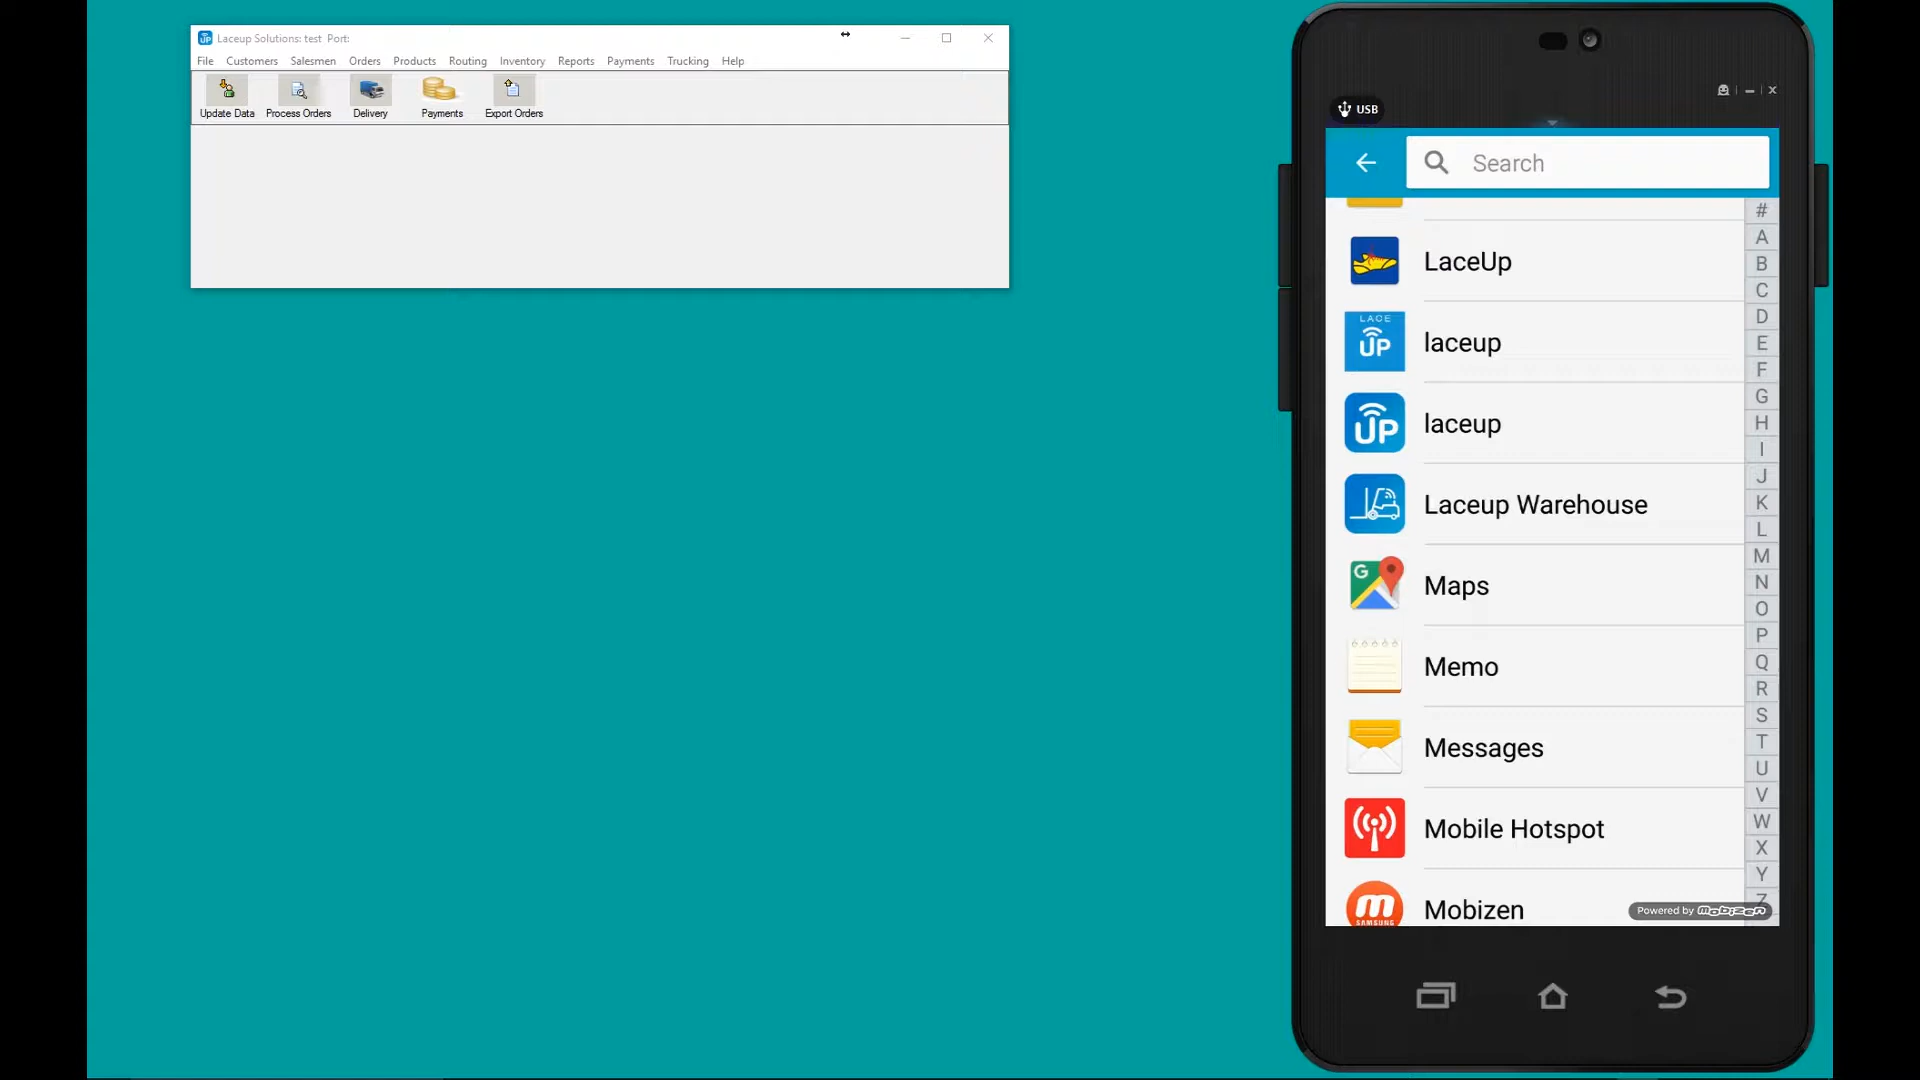 UP
Laceup Solutions: test Port:
File Customers Salesmen Orders Products Routing Inventory Reports Payments Trucking Help
Update Data Process Orders Delivery Payments Export Orders
USB
Search
LaceUp
LACE
UP
laceup
UP
laceup
Laceup Warehouse
G
Maps
Memo
Messages
Mobile Hotspot
m
SAMSUNG
Mobizen
Powered by mobizen
#
A
B
C
D
E
F
G
H
I
J
K
L
M
N
O
P
Q
R
S
T
U
V
W
X
Y
Z